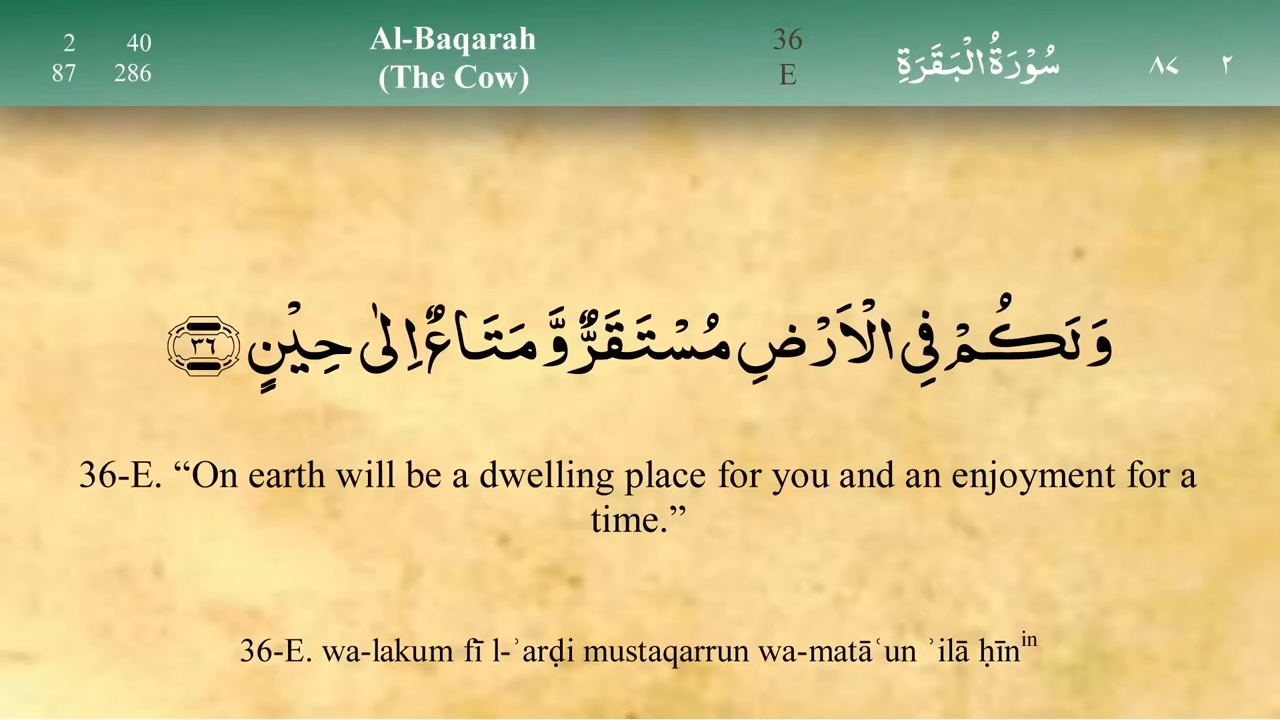 2 40
87 286
Al-Baqarah
(The Cow)
36
E
سُوْرَةُ الْبَقَرَةِ
٨٧ ٢
وَلَكُمْ فِي الْاَرْضِ مُسْتَقَرٌّ وَّمَتَاعٌ اِلٰى حِيْنٍ ٣٦
36-E. “On earth will be a dwelling place for you and an enjoyment for a
time.”
36-E. wa-lakum fī l-ʾarḍi mustaqarrun wa-matāʿun ʾilā ḥīnⁱⁿ